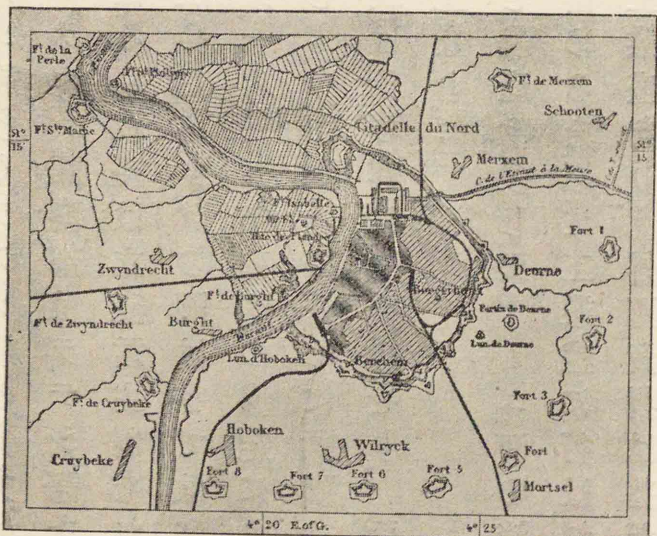 Ft. de la
Perle
Ft. de Merxem
Schooten
Ft. Ste. Marie
51°
15'
Citadelle du Nord
51°
15
Merxem
C. de l'Escaut à la Meuse
Ft. Isabelle
Fort 1
Zwyndrecht
Deurne
Ft. de Burght
Borgerhout
Fortin de Deurne
Fort 2
Ft. de Zwyndrecht
Burght
Lun. de Deurne
Lun. d'Hoboken
Berchem
Ft. de Cruybeke
Fort 3
Hoboken
Wilryck
Fort
Cruybeke
Fort 8
Fort 7
Fort 6
Fort 5
Mortsel
4° 20' E. of G.
4° 25